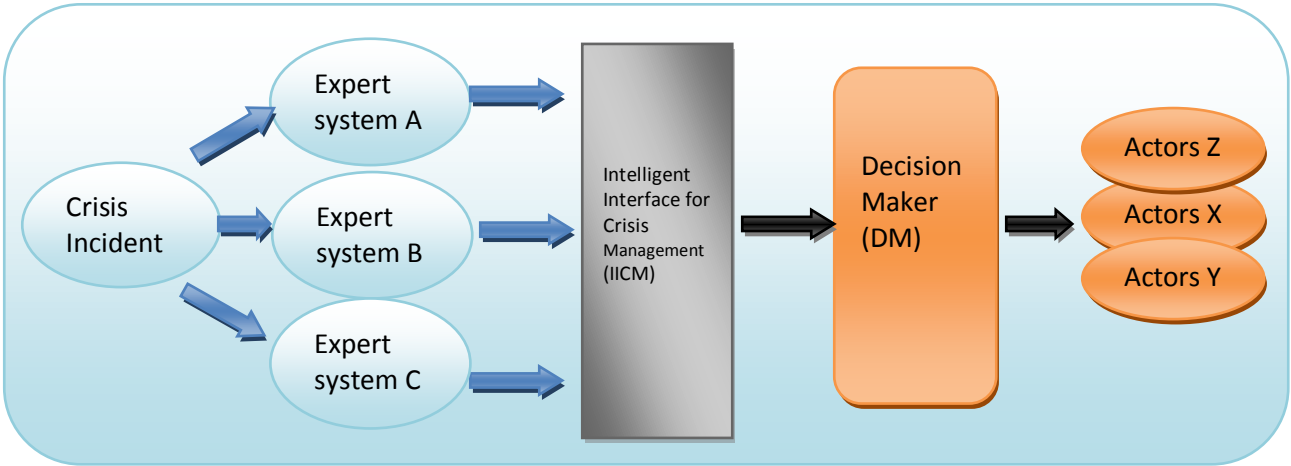 Crisis
Incident
Expert
system A
Expert
system B
Expert
system C
Intelligent
Interface for
Crisis
Management
(IICM)
Decision
Maker
(DM)
Actors Z
Actors X
Actors Y